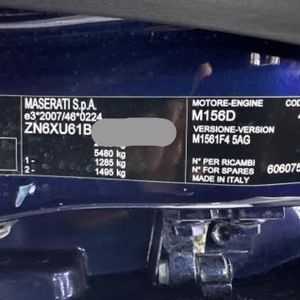 MASERATI S.p.A.
e3*2007/46*0224
ZN6XU61B
5480 kg
1 - 1285 kg
2 - 1495 kg
MOTORE-ENGINE
M156D
VERSIONE-VERSION
M1561F4 5AG
N° PER RICAMBI
N° FOR SPARES
MADE IN ITALY